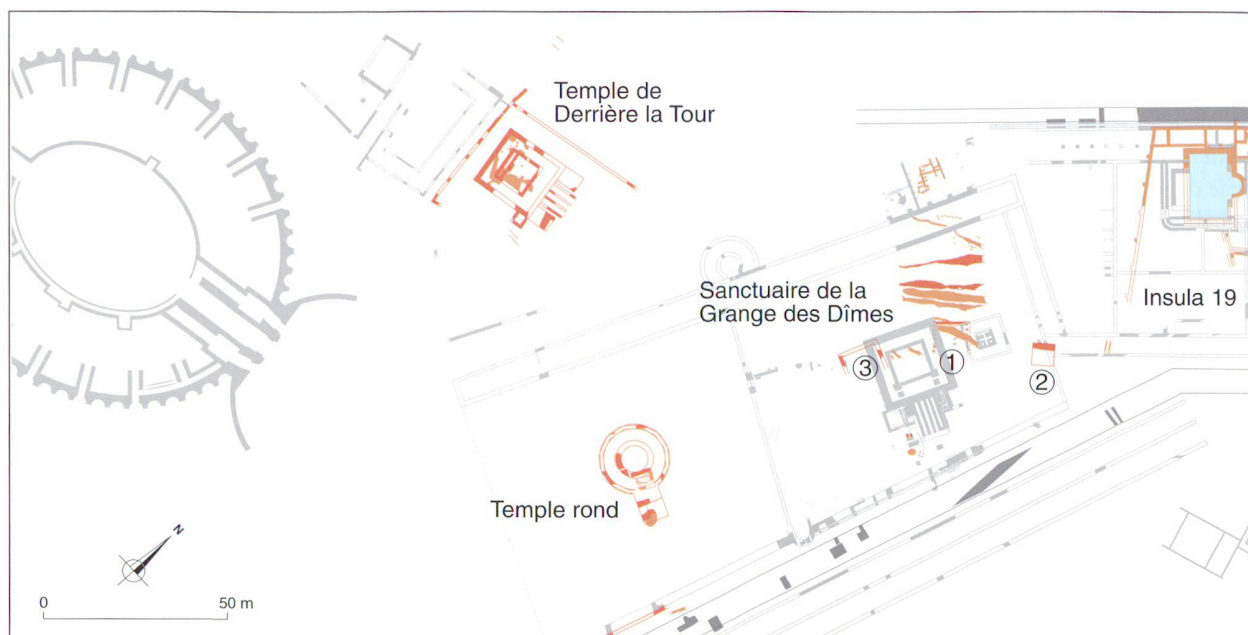 Temple de
Derrière la Tour
Sanctuaire de la
Grange des Dîmes
Insula 19
③
①
②
Temple rond
N
0 50 m